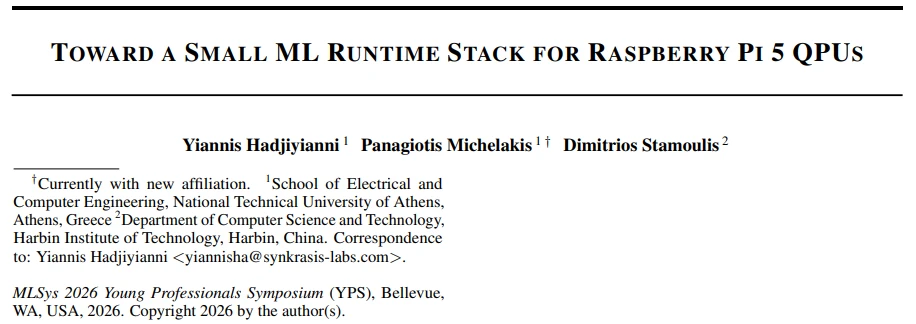 TOWARD A SMALL ML RUNTIME STACK FOR RASPBERRY PI 5 QPUS
Yiannis Hadjiyianni 1 Panagiotis Michelakis 1 † Dimitrios Stamoulis 2
†Currently with new affiliation. 1School of Electrical and
Computer Engineering, National Technical University of Athens,
Athens, Greece 2Department of Computer Science and Technology,
Harbin Institute of Technology, Harbin, China. Correspondence
to: Yiannis Hadjiyianni <yiannisha@synkrasis-labs.com>.
MLSys 2026 Young Professionals Symposium (YPS), Bellevue,
WA, USA, 2026. Copyright 2026 by the author(s).